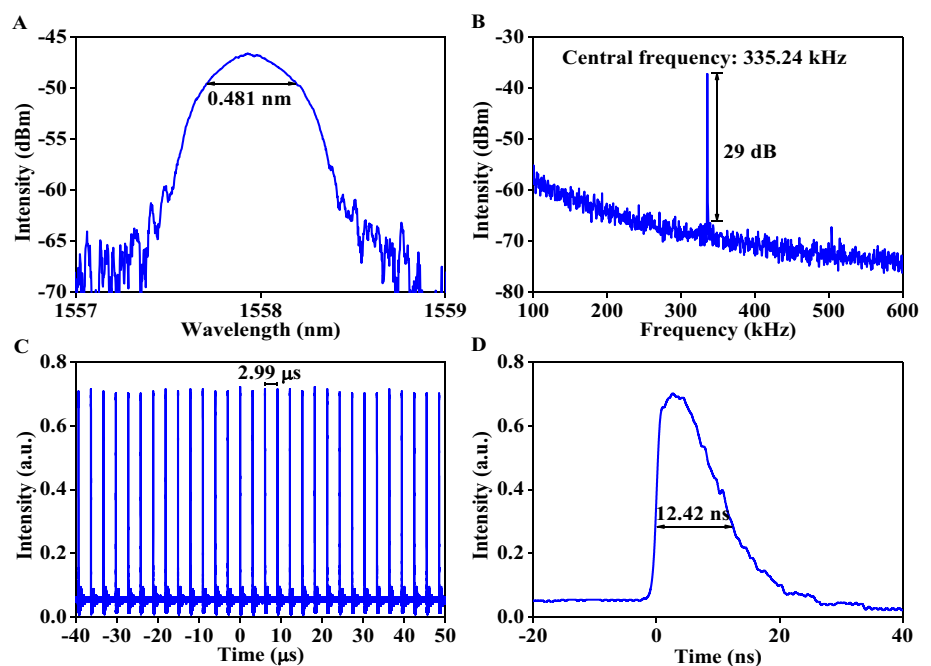 A
-45
-50
-55
-60
-65
-70
Intensity (dBm)
0.481 nm
1557
1558
1559
Wavelength (nm)
B
-30
-40
-50
-60
-70
-80
Intensity (dBm)
Central frequency: 335.24 kHz
29 dB
100
200
300
400
500
600
Frequency (kHz)
C
0.8
0.6
0.4
0.2
0.0
Intensity (a.u.)
2.99 μs
-40
-30
-20
-10
0
10
20
30
40
50
Time (μs)
D
0.8
0.6
0.4
0.2
0.0
Intensity (a.u.)
12.42 ns
-20
0
20
40
Time (ns)